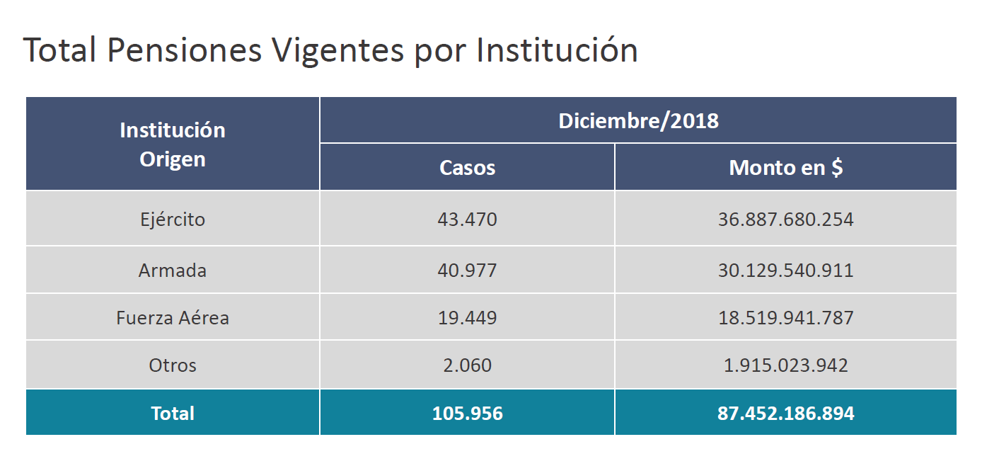 Total Pensiones Vigentes por Institución
Institución
Origen
Diciembre/2018
Casos
Monto en $
Ejército
43.470
36.887.680.254
Armada
40.977
30.129.540.911
Fuerza Aérea
19.449
18.519.941.787
Otros
2.060
1.915.023.942
Total
105.956
87.452.186.894